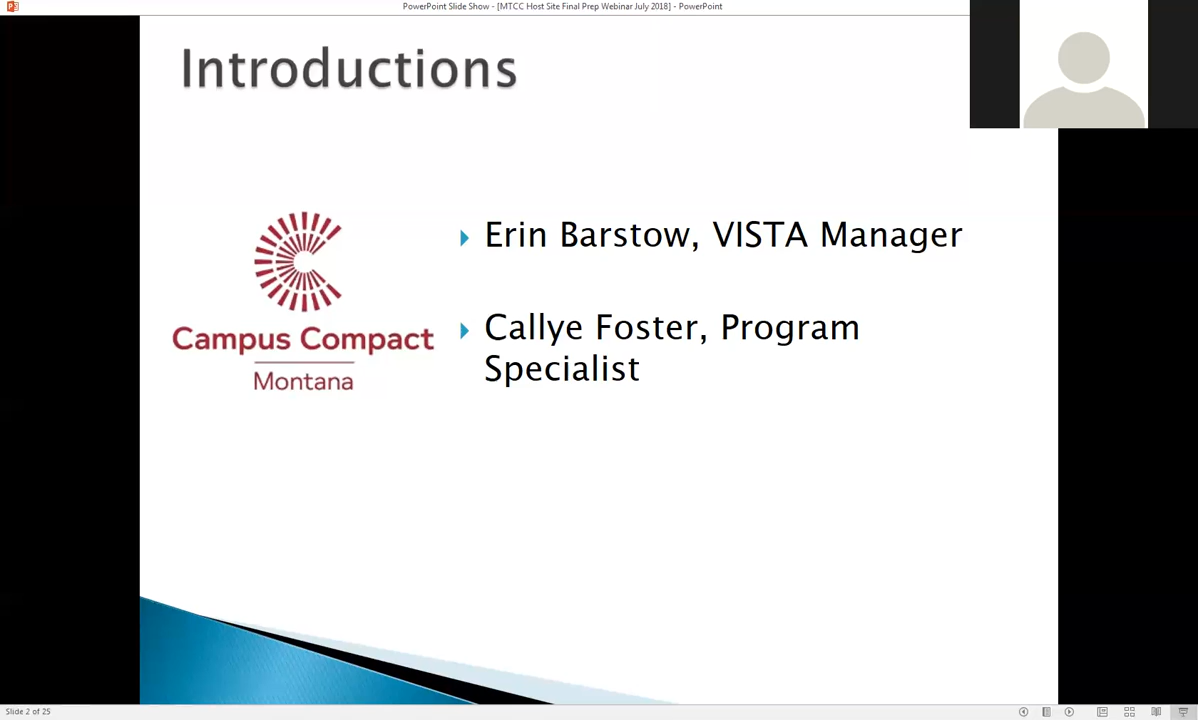 PowerPoint Slide Show - [MTCC Host Site Final Prep Webinar July 2018] - PowerPoint
Introductions
Erin Barstow, VISTA Manager
Callye Foster, Program
Specialist
Campus Compact
Montana
Slide 2 of 25